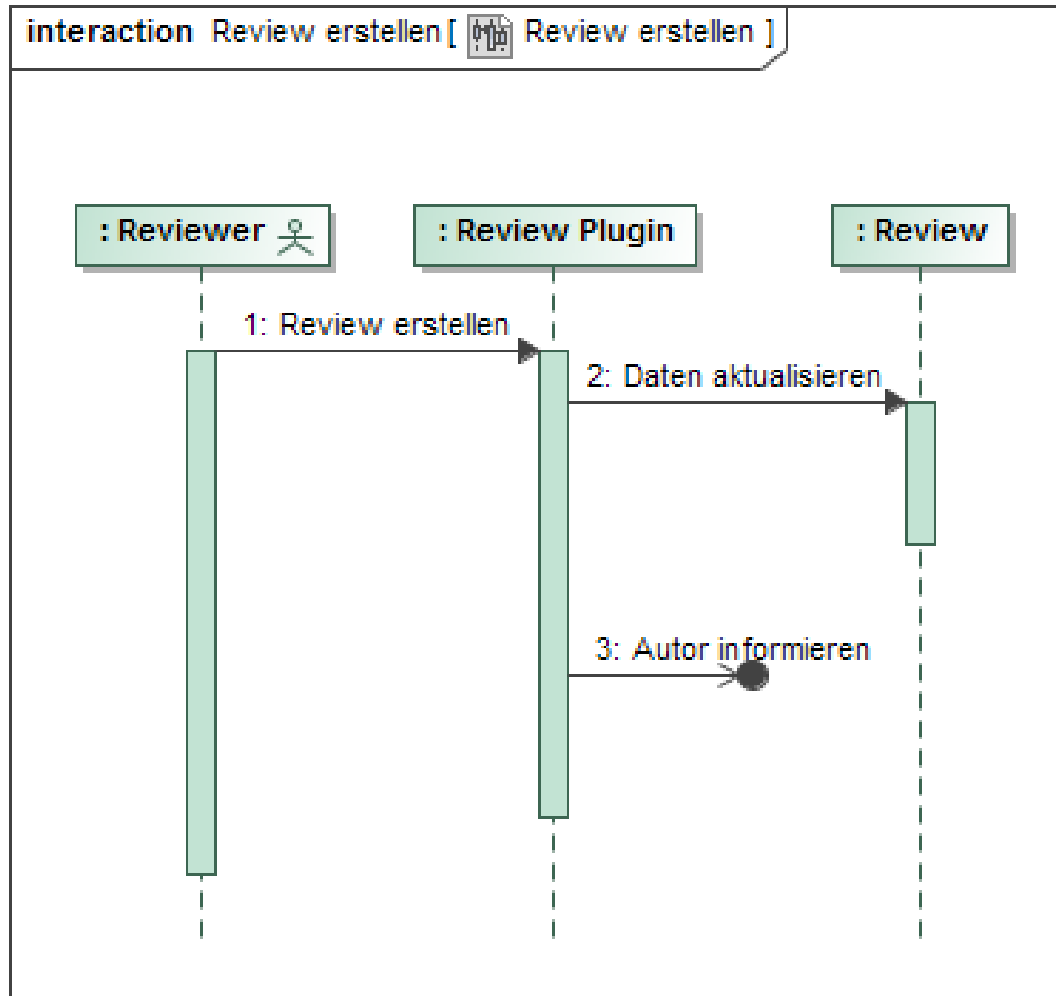 interaction Review erstellen [ Review erstellen ]
: Reviewer
: Review Plugin
: Review
1: Review erstellen
2: Daten aktualisieren
3: Autor informieren